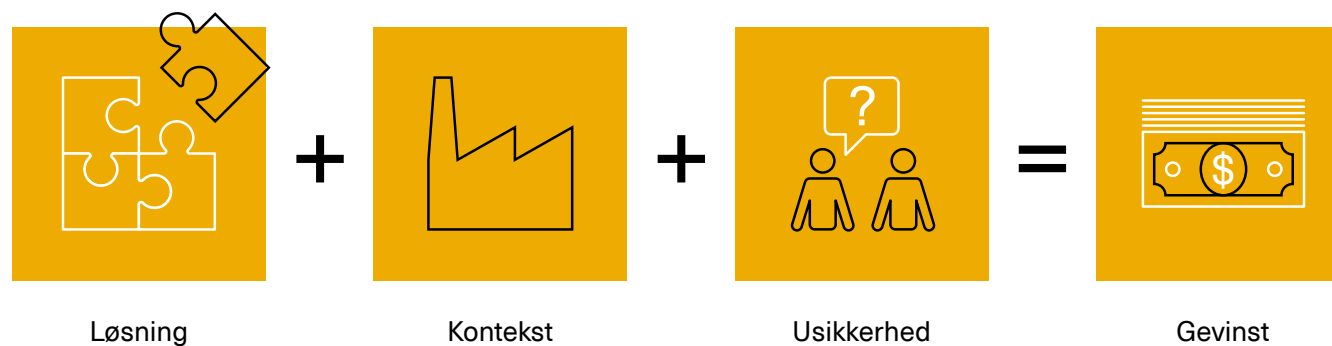 + + =
?
$
Løsning Kontekst Usikkerhed Gevinst